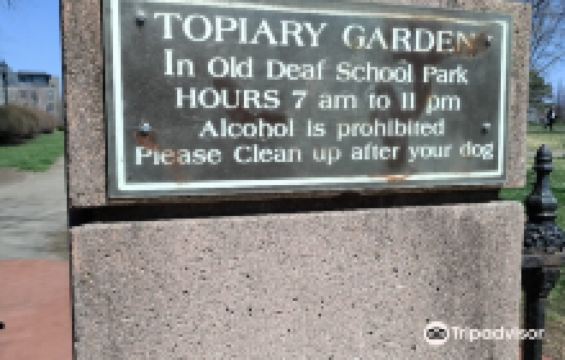 TOPIARY GARDEN
In Old Deaf School Park
HOURS 7 am to 11 pm
Alcohol is prohibited
Please Clean up after your dog
Tripadvisor